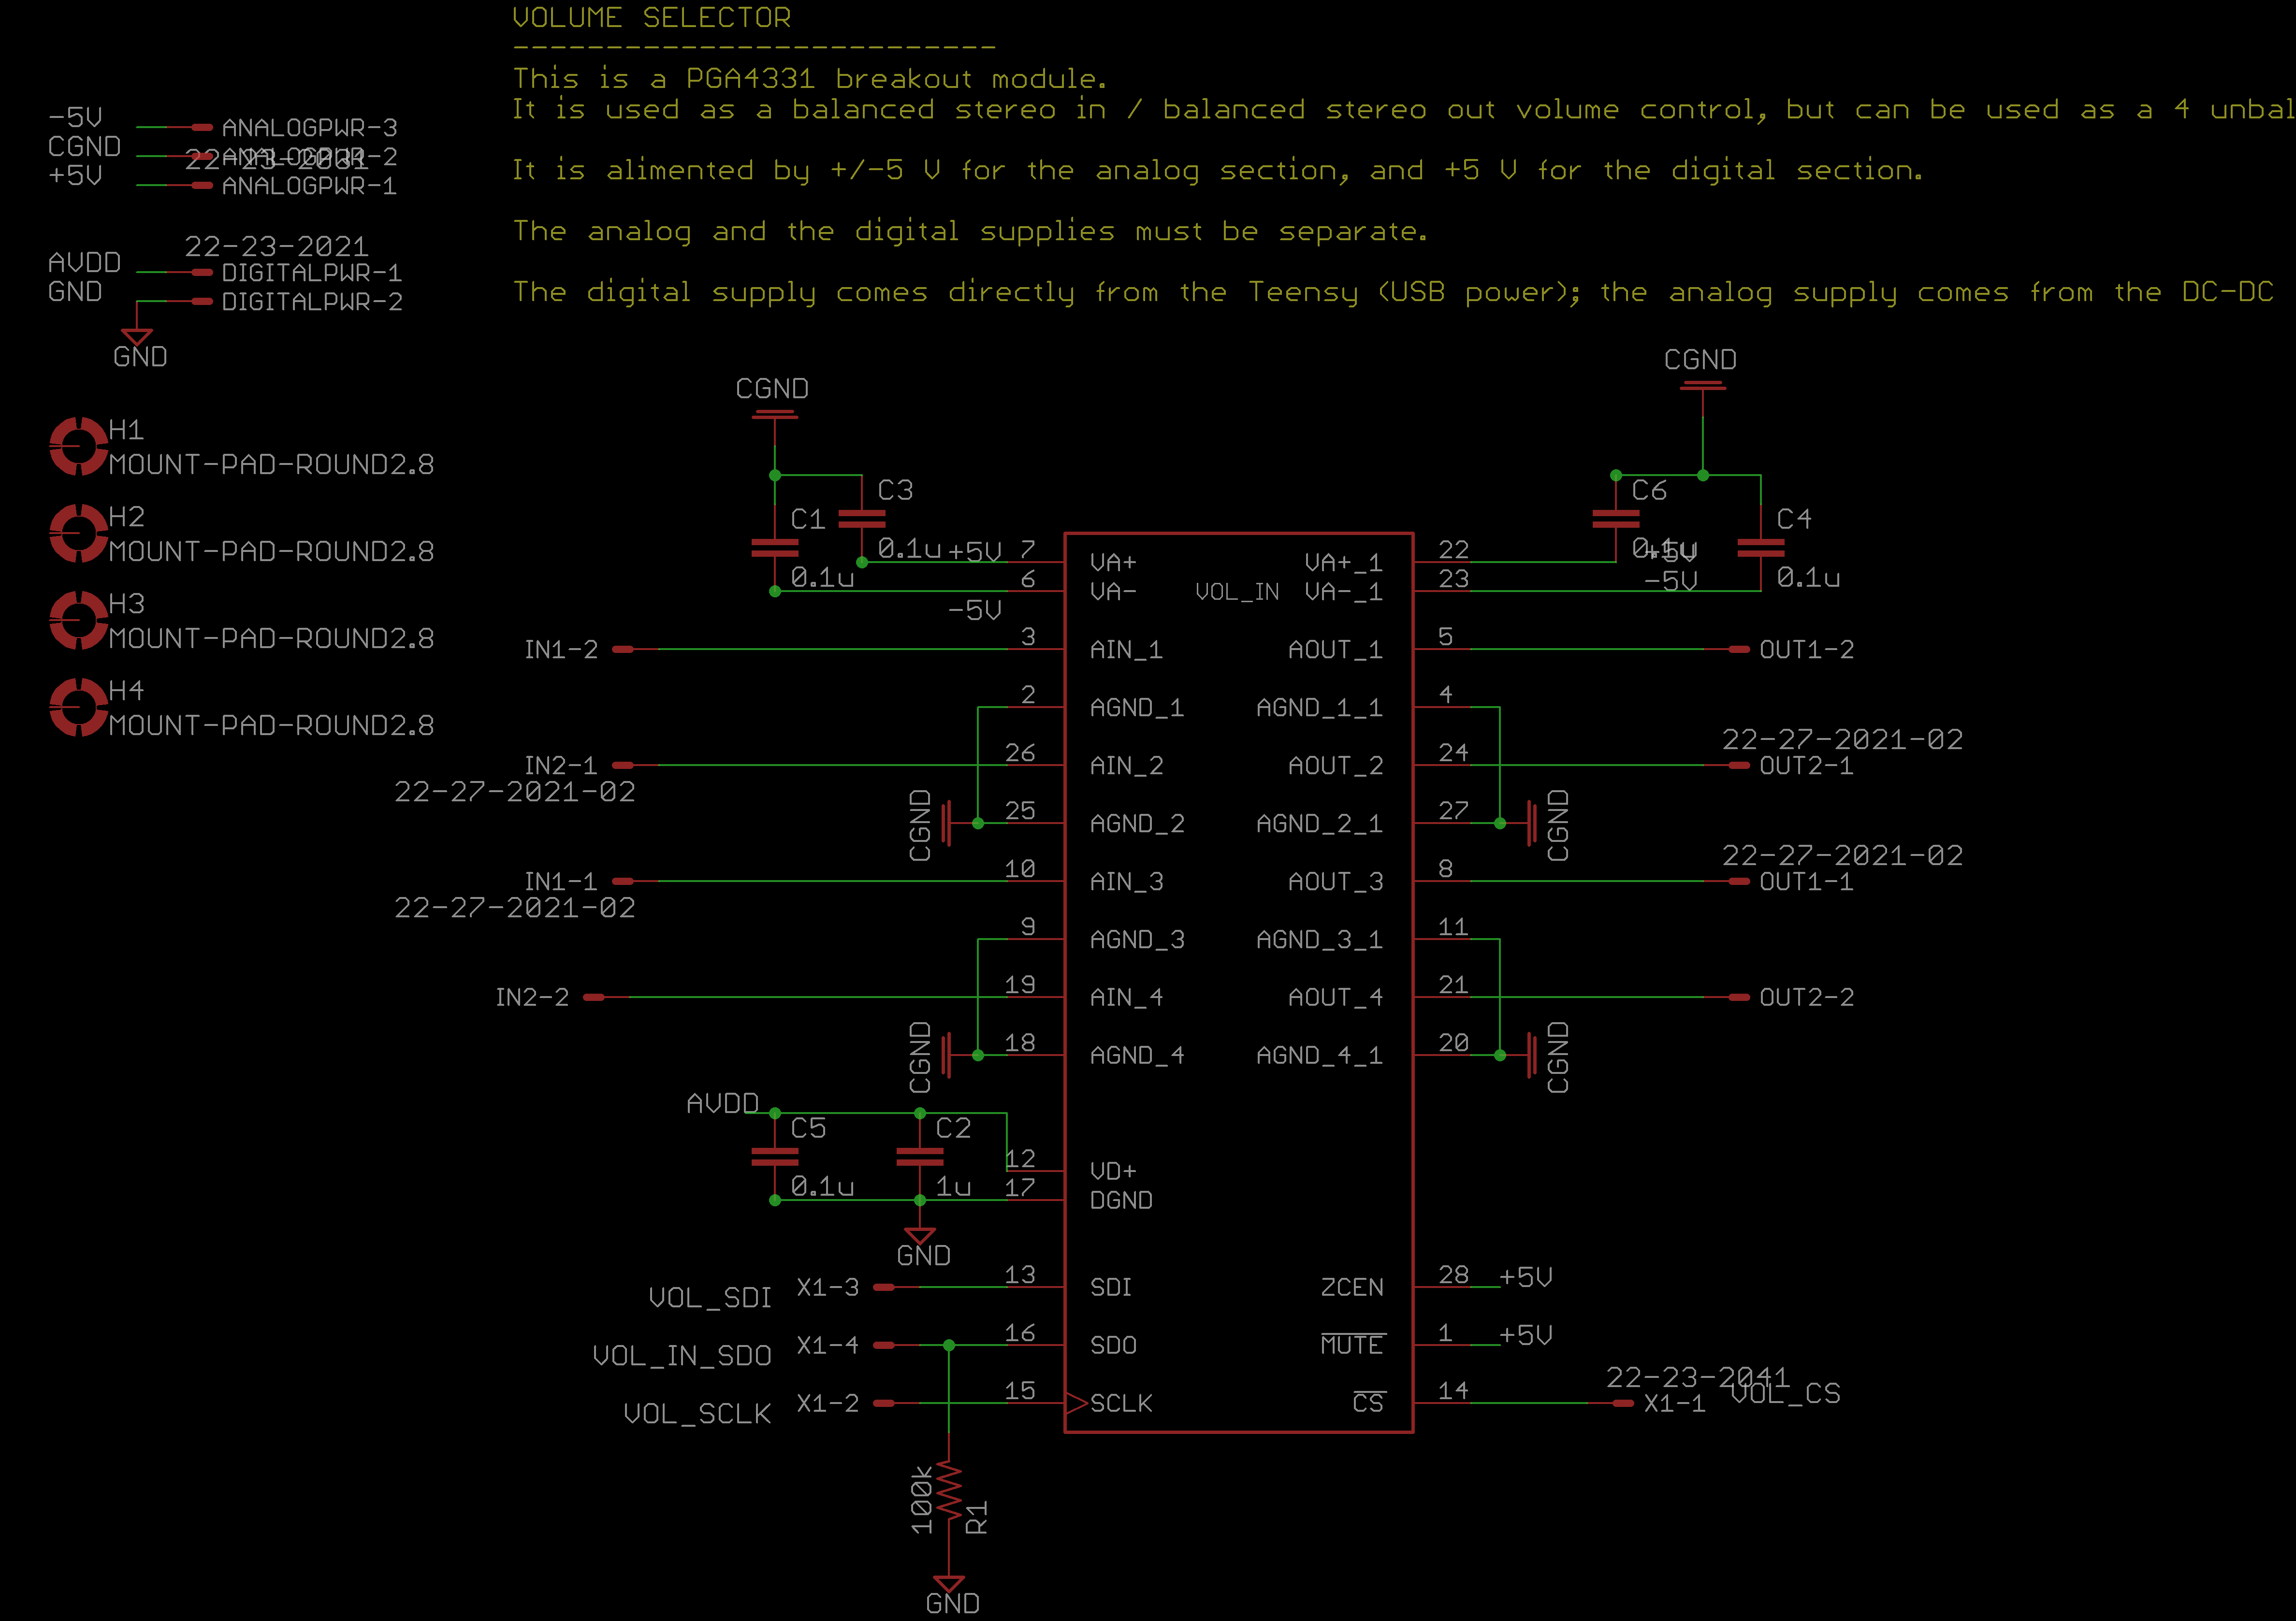 VOLUME SELECTOR
--------------------------
This is a PGA4331 breakout module.
It is used as a balanced stereo in / balanced stereo out volume control, but can be used as a 4
It is alimented by +/-5 V for the analog section, and +5 V for the digital section.
The analog and the digital supplies must be separate.
The digital supply comes directly from the Teensy (USB power); the analog supply comes from the DC-DC
-5V
ANALOGPWR-3
CGND
22-23-2031
ANALOGPWR-2
+5V
ANALOGPWR-1
22-23-2021
AVDD
DIGITALPWR-1
GND
DIGITALPWR-2
GND
H1
MOUNT-PAD-ROUND2.8
H2
MOUNT-PAD-ROUND2.8
H3
MOUNT-PAD-ROUND2.8
H4
MOUNT-PAD-ROUND2.8
CGND
CGND
C3
0.1u
C1
0.1u
C6
0.1u
C4
0.1u
+5V 7 VA+ VA+_1 22 +5V
-5V 6 VA- VOL_IN VA-_1 23 -5V
IN1-2 3 AIN_1 AOUT_1 5 OUT1-2
2 AGND_1 AGND_1_1 4
22-27-2021-02
IN2-1 26 AIN_2 AOUT_2 24 OUT2-1
22-27-2021-02
CGND 25 AGND_2 AGND_2_1 27 CGND
22-27-2021-02
IN1-1 10 AIN_3 AOUT_3 8 OUT1-1
22-27-2021-02
9 AGND_3 AGND_3_1 11
IN2-2 19 AIN_4 AOUT_4 21 OUT2-2
CGND 18 AGND_4 AGND_4_1 20 CGND
AVDD
C5
0.1u
C2
1u
12 VD+
17 DGND
GND
VOL_SDI X1-3 13 SDI ZCEN 28 +5V
VOL_IN_SDO X1-4 16 SDO MUTE 1 +5V
22-23-2041
VOL_SCLK X1-2 15 SCLK CS 14 X1-1 VOL_CS
100k
R1
GND